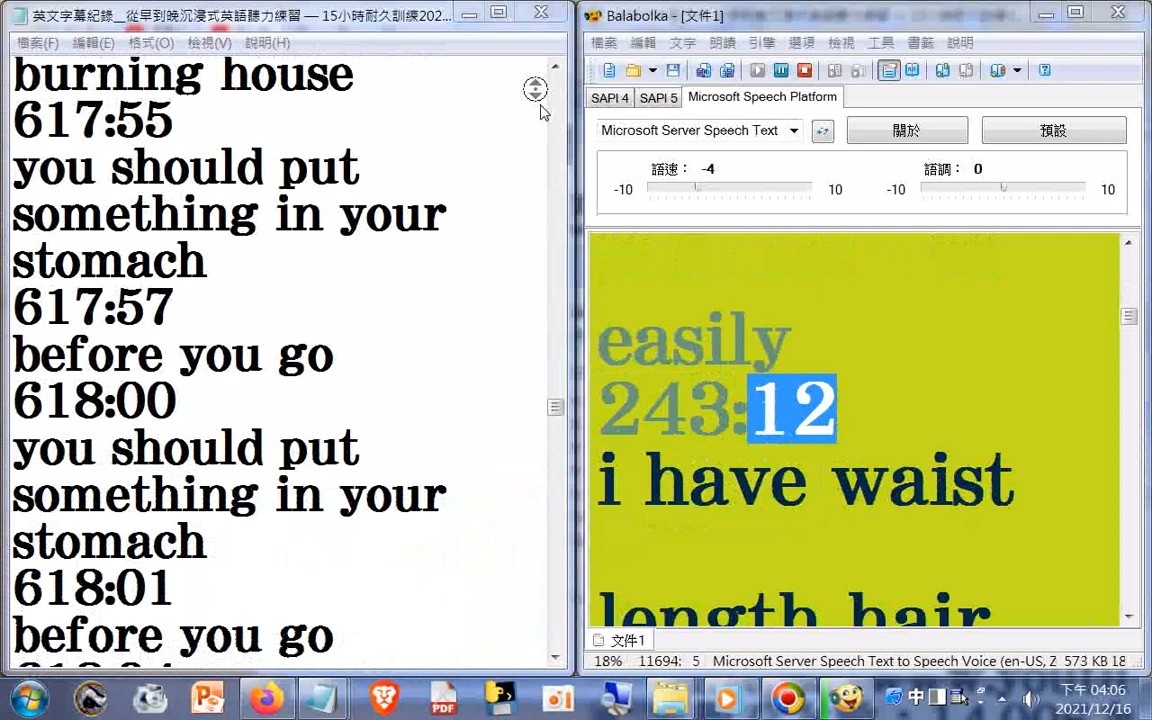 英文字幕紀錄__從早到晚沉浸式英語聽力練習 — 15小時耐久訓練202...
檔案(F) 編輯(E) 格式(O) 檢視(V) 說明(H)
burning house
617:55
you should put
something in your
stomach
617:57
before you go
618:00
you should put
something in your
stomach
618:01
before you go
Balabolka - [文件1]
檔案 編輯 文字 朗讀 引擎 選項 檢視 工具 書籤 說明
SAPI 4 SAPI 5 Microsoft Speech Platform
Microsoft Server Speech Text 關於 預設
語速： -4 語調： 0
-10 10 -10 10
easily
243:12
i have waist
length hair
文件1
18% 11694: 5 Microsoft Server Speech Text to Speech Voice (en-US, Z 573 KB 18
PDF 中 下午 04:06
2021/12/16